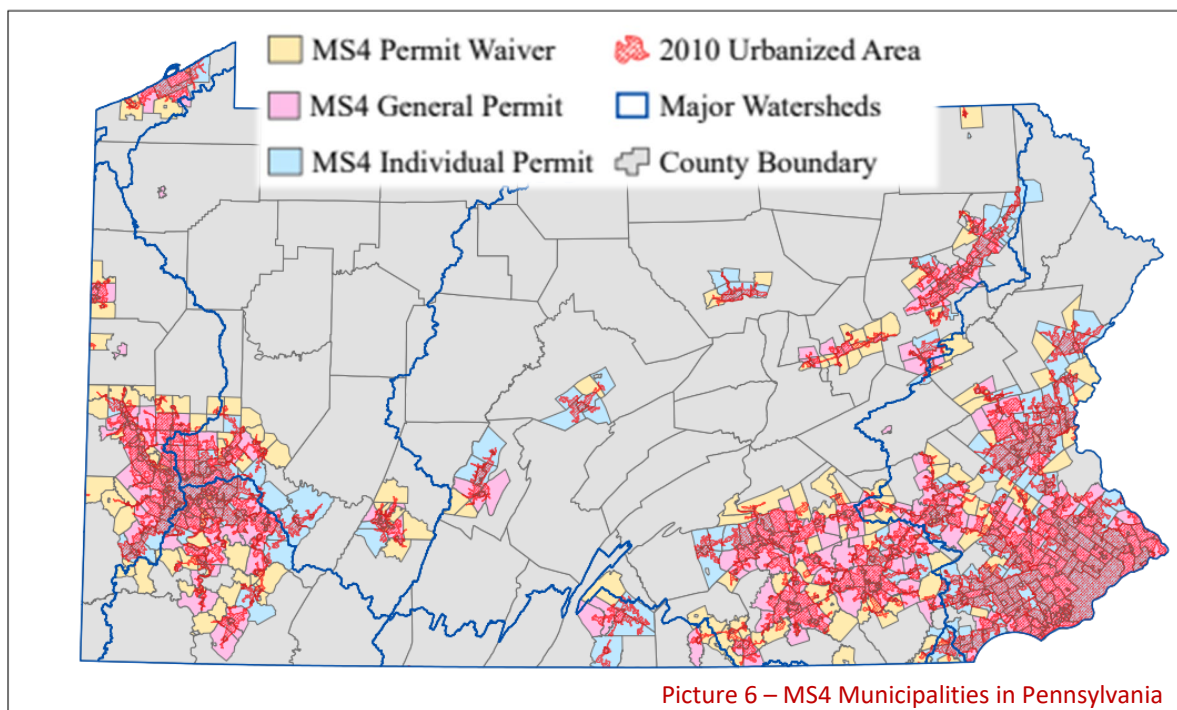 MS4 Permit Waiver
2010 Urbanized Area
MS4 General Permit
Major Watersheds
MS4 Individual Permit
County Boundary
Picture 6 – MS4 Municipalities in Pennsylvania